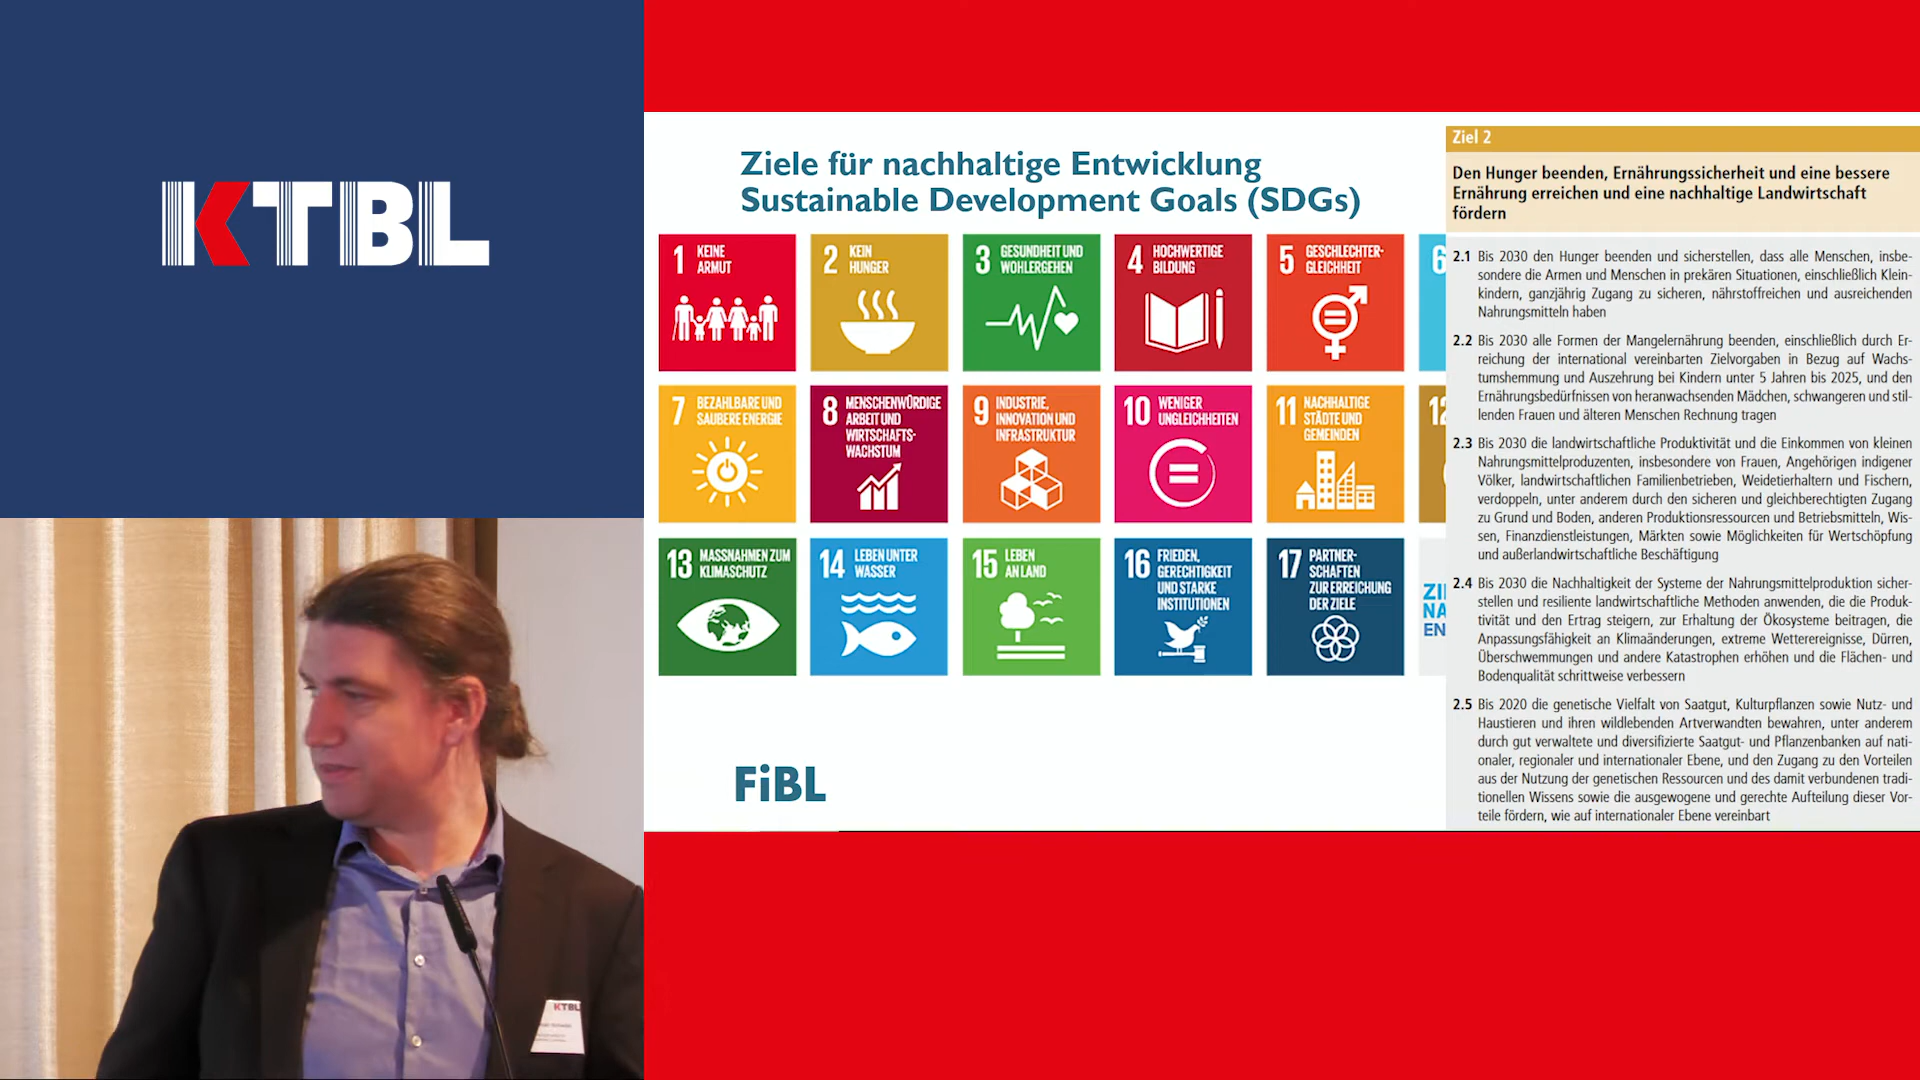 KTBL
Ziele für nachhaltige Entwicklung
Sustainable Development Goals (SDGs)
1 KEINE
ARMUT
2 KEIN
HUNGER
3 GESUNDHEIT UND
WOHLERGEHEN
4 HOCHWERTIGE
BILDUNG
5 GESCHLECHTER-
GLEICHHEIT
6
7 BEZAHLBARE UND
SAUBERE ENERGIE
8 MENSCHENWÜRDIGE
ARBEIT UND
WIRTSCHAFTS-
WACHSTUM
9 INDUSTRIE,
INNOVATION UND
INFRASTRUKTUR
10 WENIGER
UNGLEICHHEITEN
11 NACHHALTIGE
STÄDTE UND
GEMEINDEN
12
13 MASSNAHMEN ZUM
KLIMASCHUTZ
14 LEBEN UNTER
WASSER
15 LEBEN
AN LAND
16 FRIEDEN,
GERECHTIGKEIT
UND STARKE
INSTITUTIONEN
17 PARTNER-
SCHAFTEN
ZUR ERREICHUNG
DER ZIELE
ZI
NA
EN
FiBL
Ziel 2
Den Hunger beenden, Ernährungssicherheit und eine bessere
Ernährung erreichen und eine nachhaltige Landwirtschaft
fördern
2.1 Bis 2030 den Hunger beenden und sicherstellen, dass alle Menschen, insbe-
sondere die Armen und Menschen in prekären Situationen, einschließlich Klein-
kindern, ganzjährig Zugang zu sicheren, nährstoffreichen und ausreichenden
Nahrungsmitteln haben
2.2 Bis 2030 alle Formen der Mangelernährung beenden, einschließlich durch Er-
reichung der international vereinbarten Zielvorgaben in Bezug auf Wachs-
tumshemmung und Auszehrung bei Kindern unter 5 Jahren bis 2025, und den
Ernährungsbedürfnissen von heranwachsenden Mädchen, schwangeren und stil-
lenden Frauen und älteren Menschen Rechnung tragen
2.3 Bis 2030 die landwirtschaftliche Produktivität und die Einkommen von kleinen
Nahrungsmittelproduzenten, insbesondere von Frauen, Angehörigen indigener
Völker, landwirtschaftlichen Familienbetrieben, Weidetierhaltern und Fischern,
verdoppeln, unter anderem durch den sicheren und gleichberechtigten Zugang
zu Grund und Boden, anderen Produktionsressourcen und Betriebsmitteln, Wis-
sen, Finanzdienstleistungen, Märkten sowie Möglichkeiten für Wertschöpfung
und außerlandwirtschaftliche Beschäftigung
2.4 Bis 2030 die Nachhaltigkeit der Systeme der Nahrungsmittelproduktion sicher-
stellen und resiliente landwirtschaftliche Methoden anwenden, die die Produk-
tivität und den Ertrag steigern, zur Erhaltung der Ökosysteme beitragen, die
Anpassungsfähigkeit an Klimaänderungen, extreme Wetterereignisse, Dürren,
Überschwemmungen und andere Katastrophen erhöhen und die Flächen- und
Bodenqualität schrittweise verbessern
2.5 Bis 2020 die genetische Vielfalt von Saatgut, Kulturpflanzen sowie Nutz- und
Haustieren und ihren wildlebenden Artverwandten bewahren, unter anderem
durch gut verwaltete und diversifizierte Saatgut- und Pflanzenbanken auf nati-
onaler, regionaler und internationaler Ebene, und den Zugang zu den Vorteilen
aus der Nutzung der genetischen Ressourcen und des damit verbundenen tradi-
tionellen Wissens sowie die ausgewogene und gerechte Aufteilung dieser Vor-
teile fördern, wie auf internationaler Ebene vereinbart
KTBL